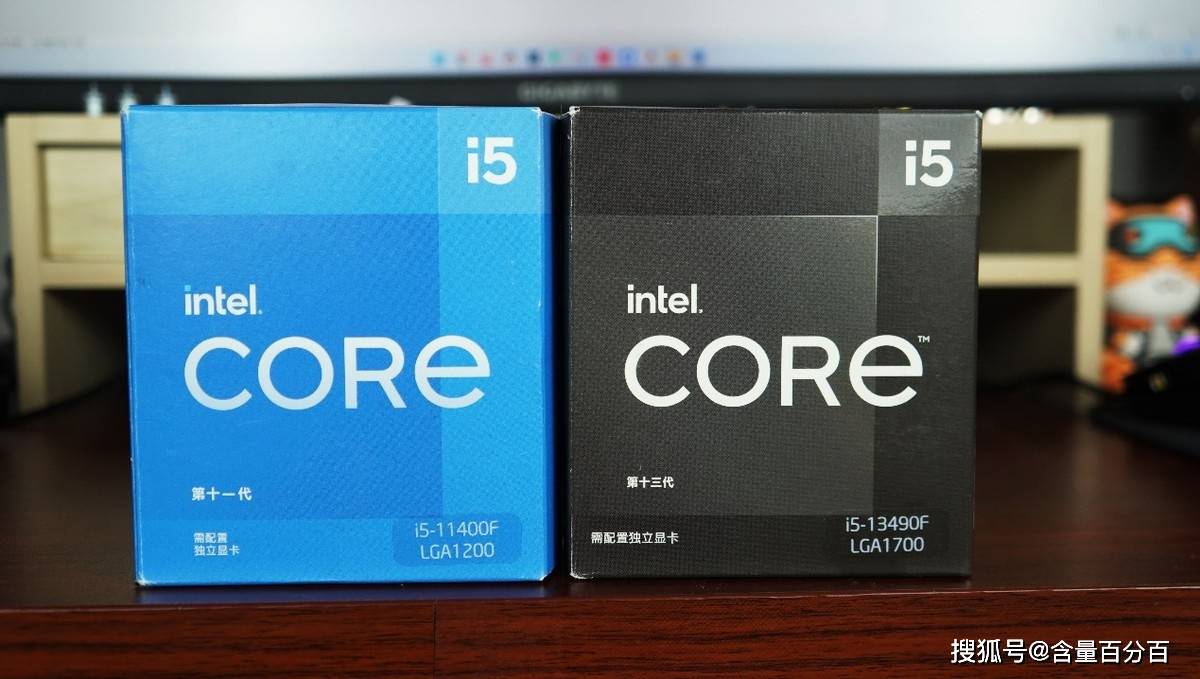 GIGABYTE
i5
intel.
CORE
第十一代
需配置
独立显卡
i5-11400F
LGA1200
i5
intel.
CORE™
第十三代
需配置独立显卡
i5-13490F
LGA1700
搜狐号@含量百分百